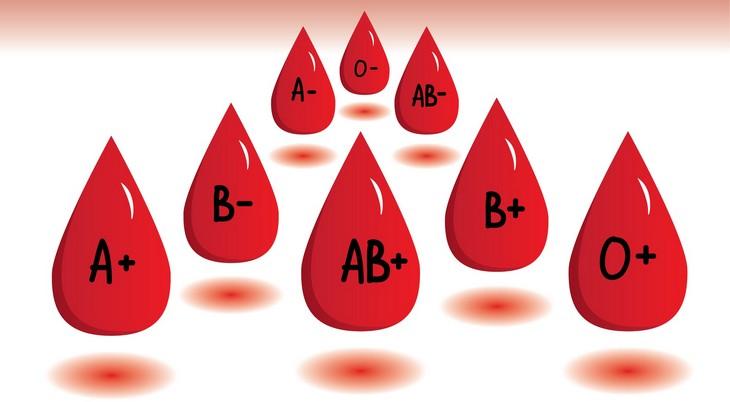 O-
A-
AB-
B-
B+
A+
AB+
O+